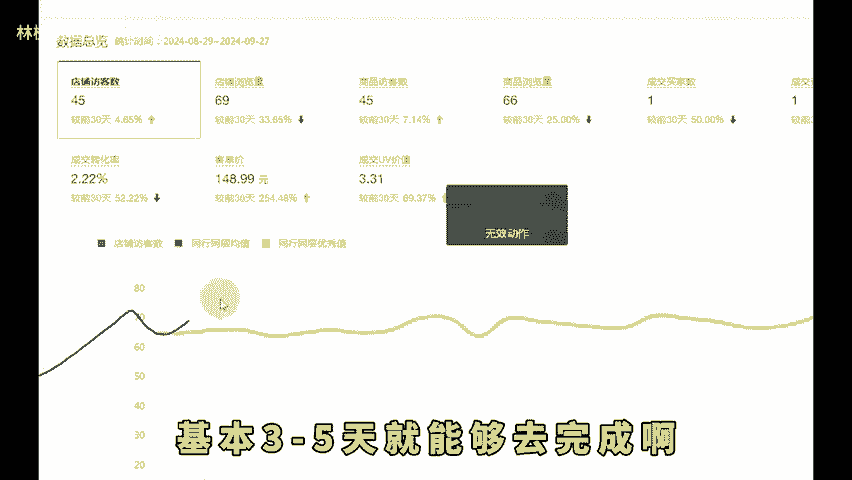 林
数据总览 统计时间：2024-08-29~2024-09-27
店铺访客数 店铺浏览量 商品访客数 商品浏览量 成交买家数 成交
45 69 45 66 1 1
较前30天 4.65% 较前30天 33.65% 较前30天 7.14% 较前30天 25.00% 较前30天 50.00% 较前30
成交转化率 客单价 成交UV价值
2.22% 148.99 元 3.31
较前30天 52.22% 较前30天 254.48% 较前30天 69.37%
无效动作
店铺访客数 同行同层均值 同行同层优秀值
80
60
50
40
30
20
基本3-5天就能够去完成啊